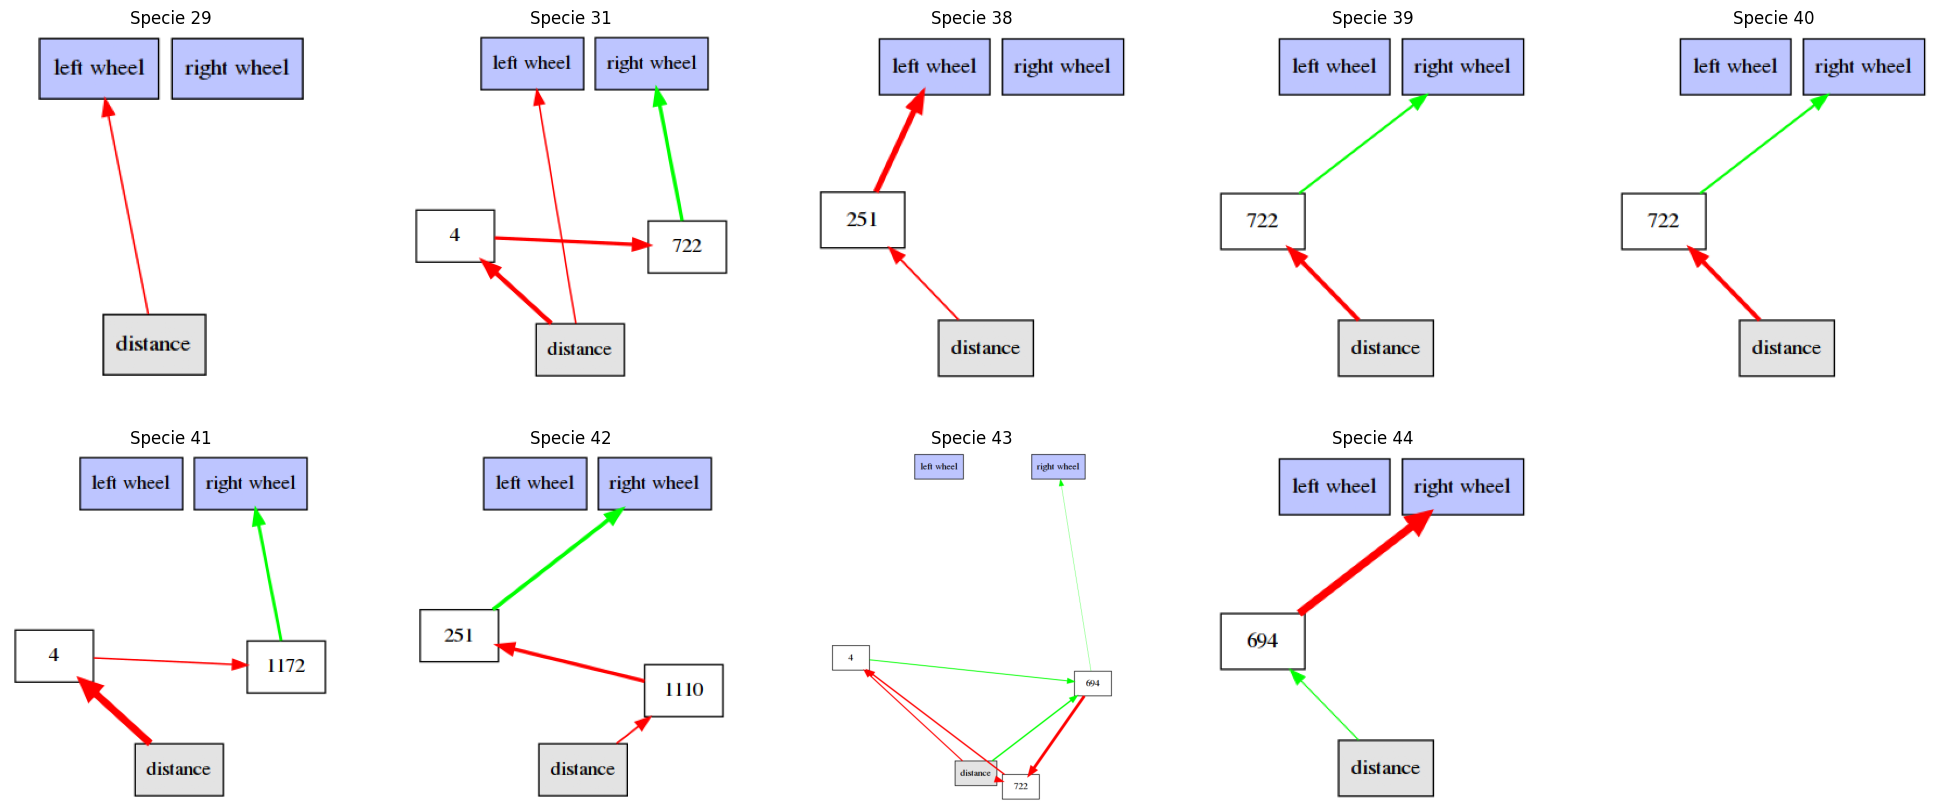 Specie 29
left wheel
right wheel
distance
Specie 31
left wheel
right wheel
4
722
distance
Specie 38
left wheel
right wheel
251
distance
Specie 39
left wheel
right wheel
722
distance
Specie 40
left wheel
right wheel
722
distance
Specie 41
left wheel
right wheel
4
1172
distance
Specie 42
left wheel
right wheel
251
1110
distance
Specie 43
left wheel
right wheel
4
694
distance
722
Specie 44
left wheel
right wheel
694
distance